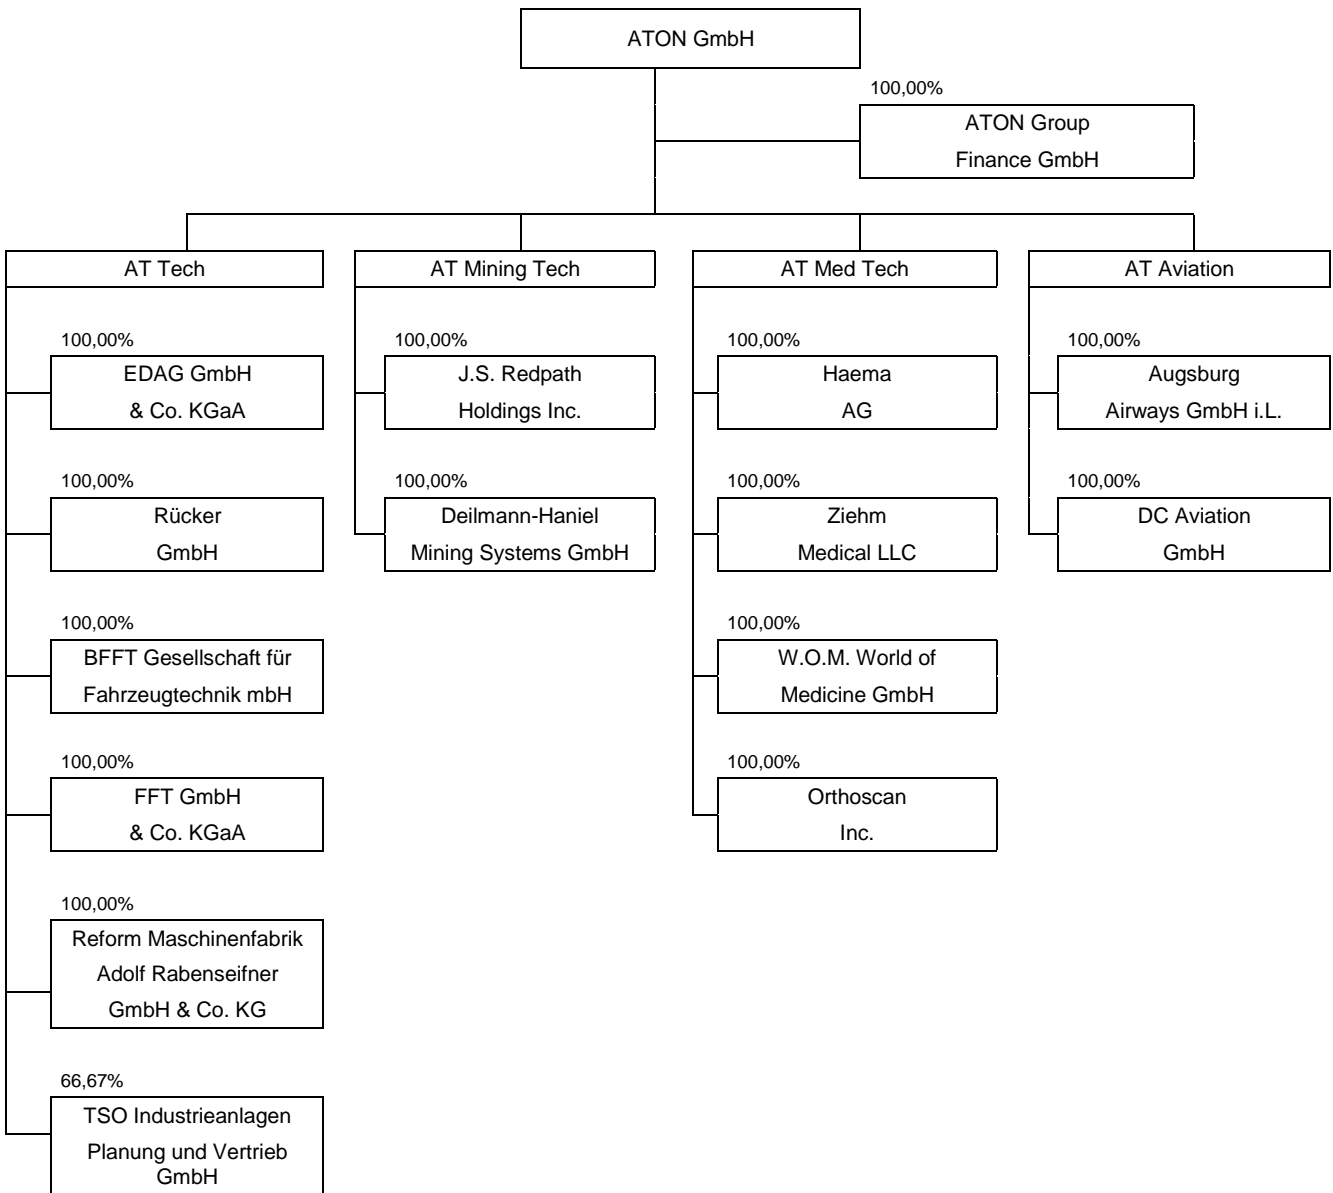 ATON GmbH
100,00%
ATON Group
Finance GmbH
AT Tech
100,00%
EDAG GmbH
& Co. KGaA
100,00%
Rücker
GmbH
100,00%
BFFT Gesellschaft für
Fahrzeugtechnik mbH
100,00%
FFT GmbH
& Co. KGaA
100,00%
Reform Maschinenfabrik
Adolf Rabenseifner
GmbH & Co. KG
66,67%
TSO Industrieanlagen
Planung und Vertrieb
GmbH
AT Mining Tech
100,00%
J.S. Redpath
Holdings Inc.
100,00%
Deilmann-Haniel
Mining Systems GmbH
AT Med Tech
100,00%
Haema
AG
100,00%
Ziehm
Medical LLC
100,00%
W.O.M. World of
Medicine GmbH
100,00%
Orthoscan
Inc.
AT Aviation
100,00%
Augsburg
Airways GmbH i.L.
100,00%
DC Aviation
GmbH